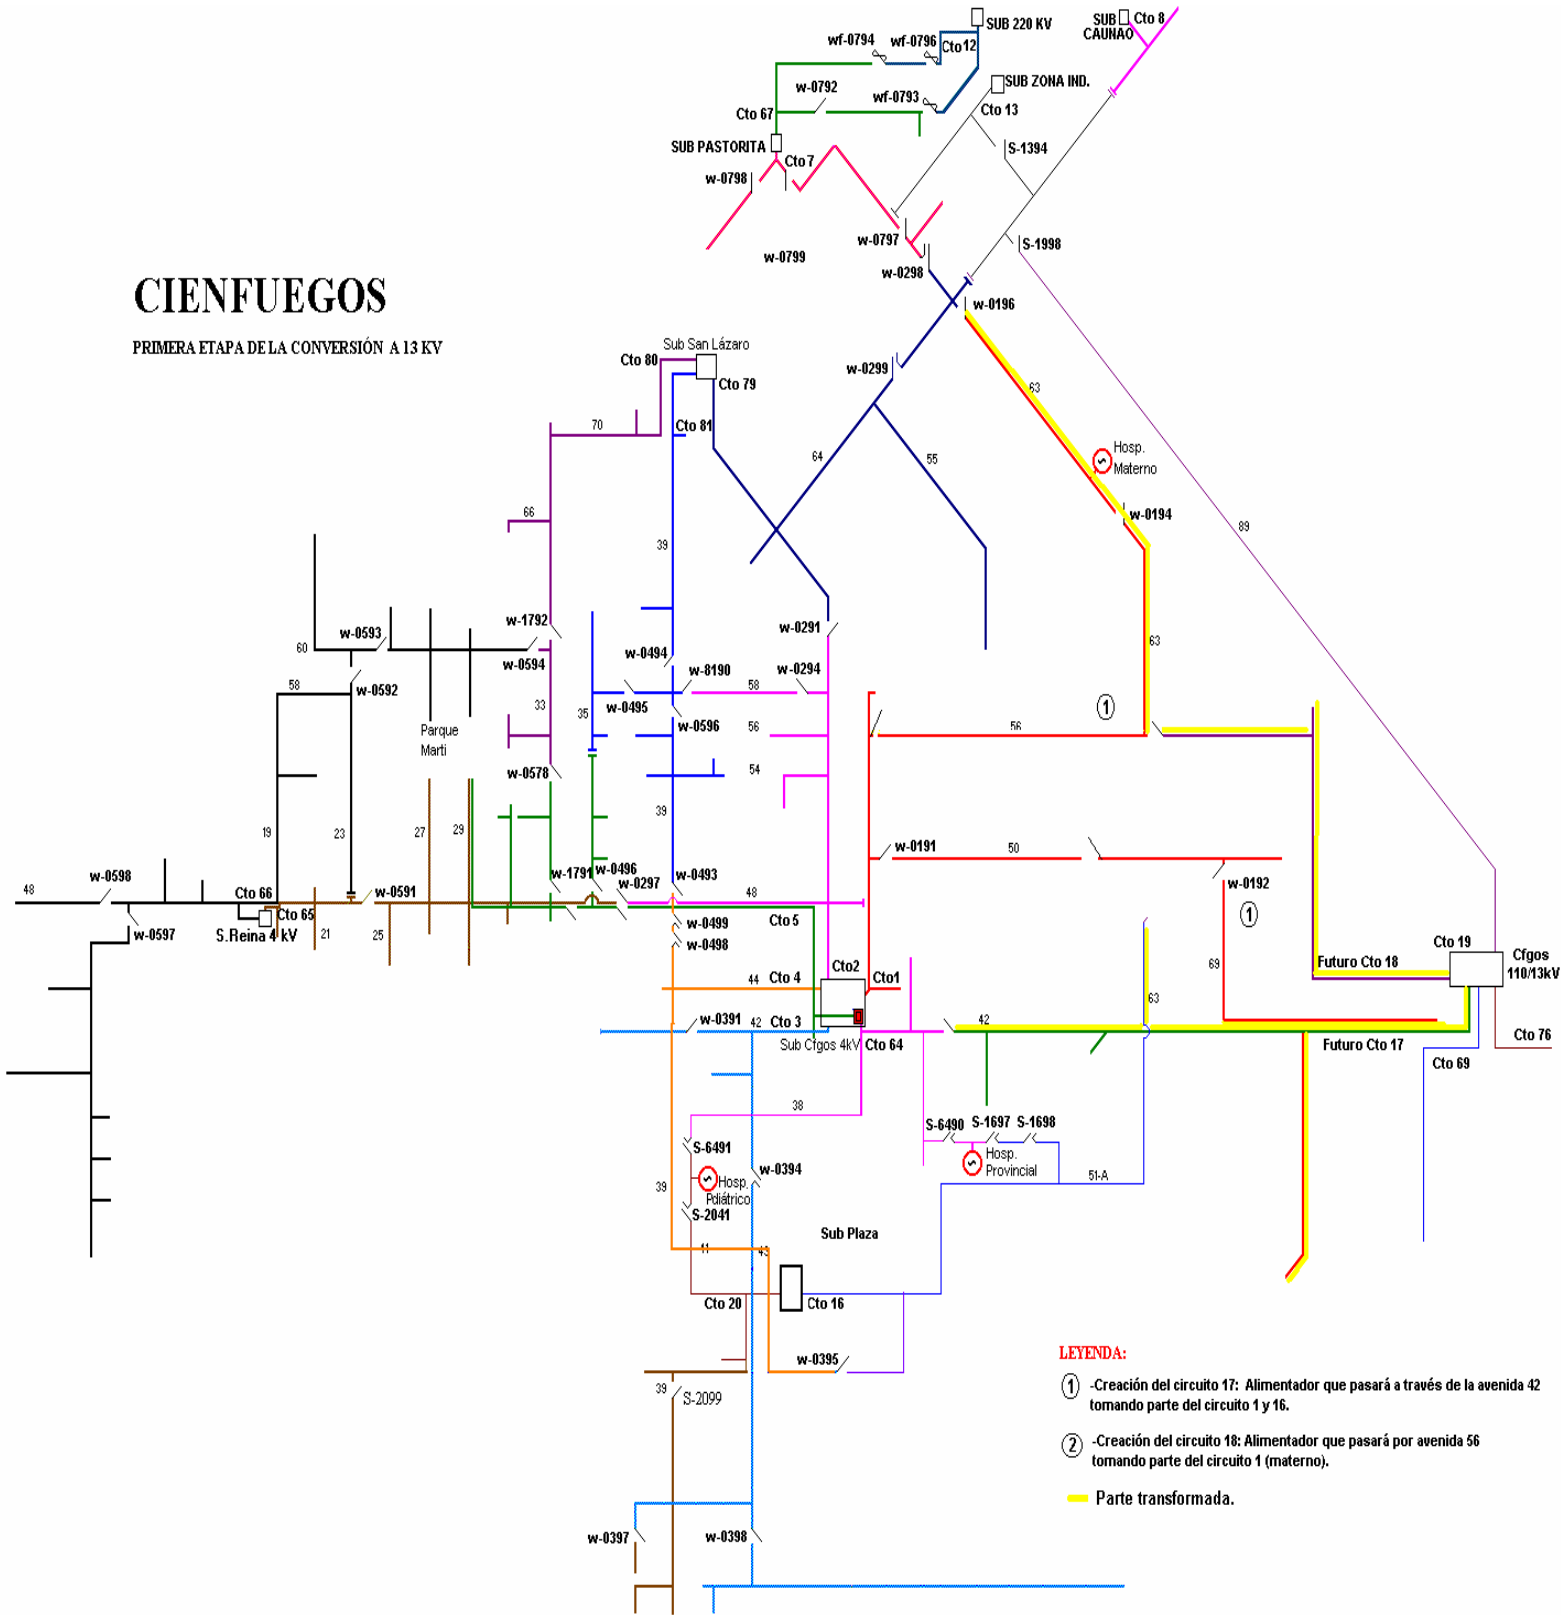 SUB 220 KV
SUB
CAUNAO
Cto 8
wf-0794
wf-0796
Cto 12
SUB ZONA IND.
w-0792
wf-0793
Cto 13
Cto 67
SUB PASTORITA
Cto 7
S-1394
w-0798
w-0797
S-1998
w-0799
w-0298
CIENFUEGOS
w-0196
PRIMERA ETAPA DE LA CONVERSIÓN A 13 KV
Sub San Lázaro
Cto 80
Cto 79
w-0299
63
Cto 81
70
64
55
Hosp.
Materno
66
w-0194
39
89
w-1792
w-0593
w-0291
60
w-0594
w-0494
63
w-8190
w-0294
58
w-0592
58
w-0495
33
35
1
Parque
Martí
w-0596
56
56
w-0578
54
39
19
23
27
29
w-0191
50
w-0598
w-1791
w-0496
w-0297
w-0493
w-0192
48
Cto 66
w-0591
48
1
Cto 65
Cto 5
w-0499
w-0597
S.Reina 4 kV
21
25
w-0498
Cto 19
Cfgos
110/13kV
Cto2
Cto1
69
Futuro Cto 18
44
Cto 4
63
w-0391
42
Cto 3
42
Sub Cfgos 4kV
Cto 64
Futuro Cto 17
Cto 76
Cto 69
38
S-6490
S-1697
S-1698
S-6491
Hosp.
Provincial
w-0394
51-A
39
Hosp.
Pdiátrico
S-2041
Sub Plaza
41
Cto 20
Cto 16
w-0395
LEYENDA:
39
S-2099
1 -Creación del circuito 17: Alimentador que pasará a través de la avenida 42
tomando parte del circuito 1 y 16.
2 -Creación del circuito 18: Alimentador que pasará por avenida 56
tomando parte del circuito 1 (materno).
Parte transformada.
w-0397
w-0398